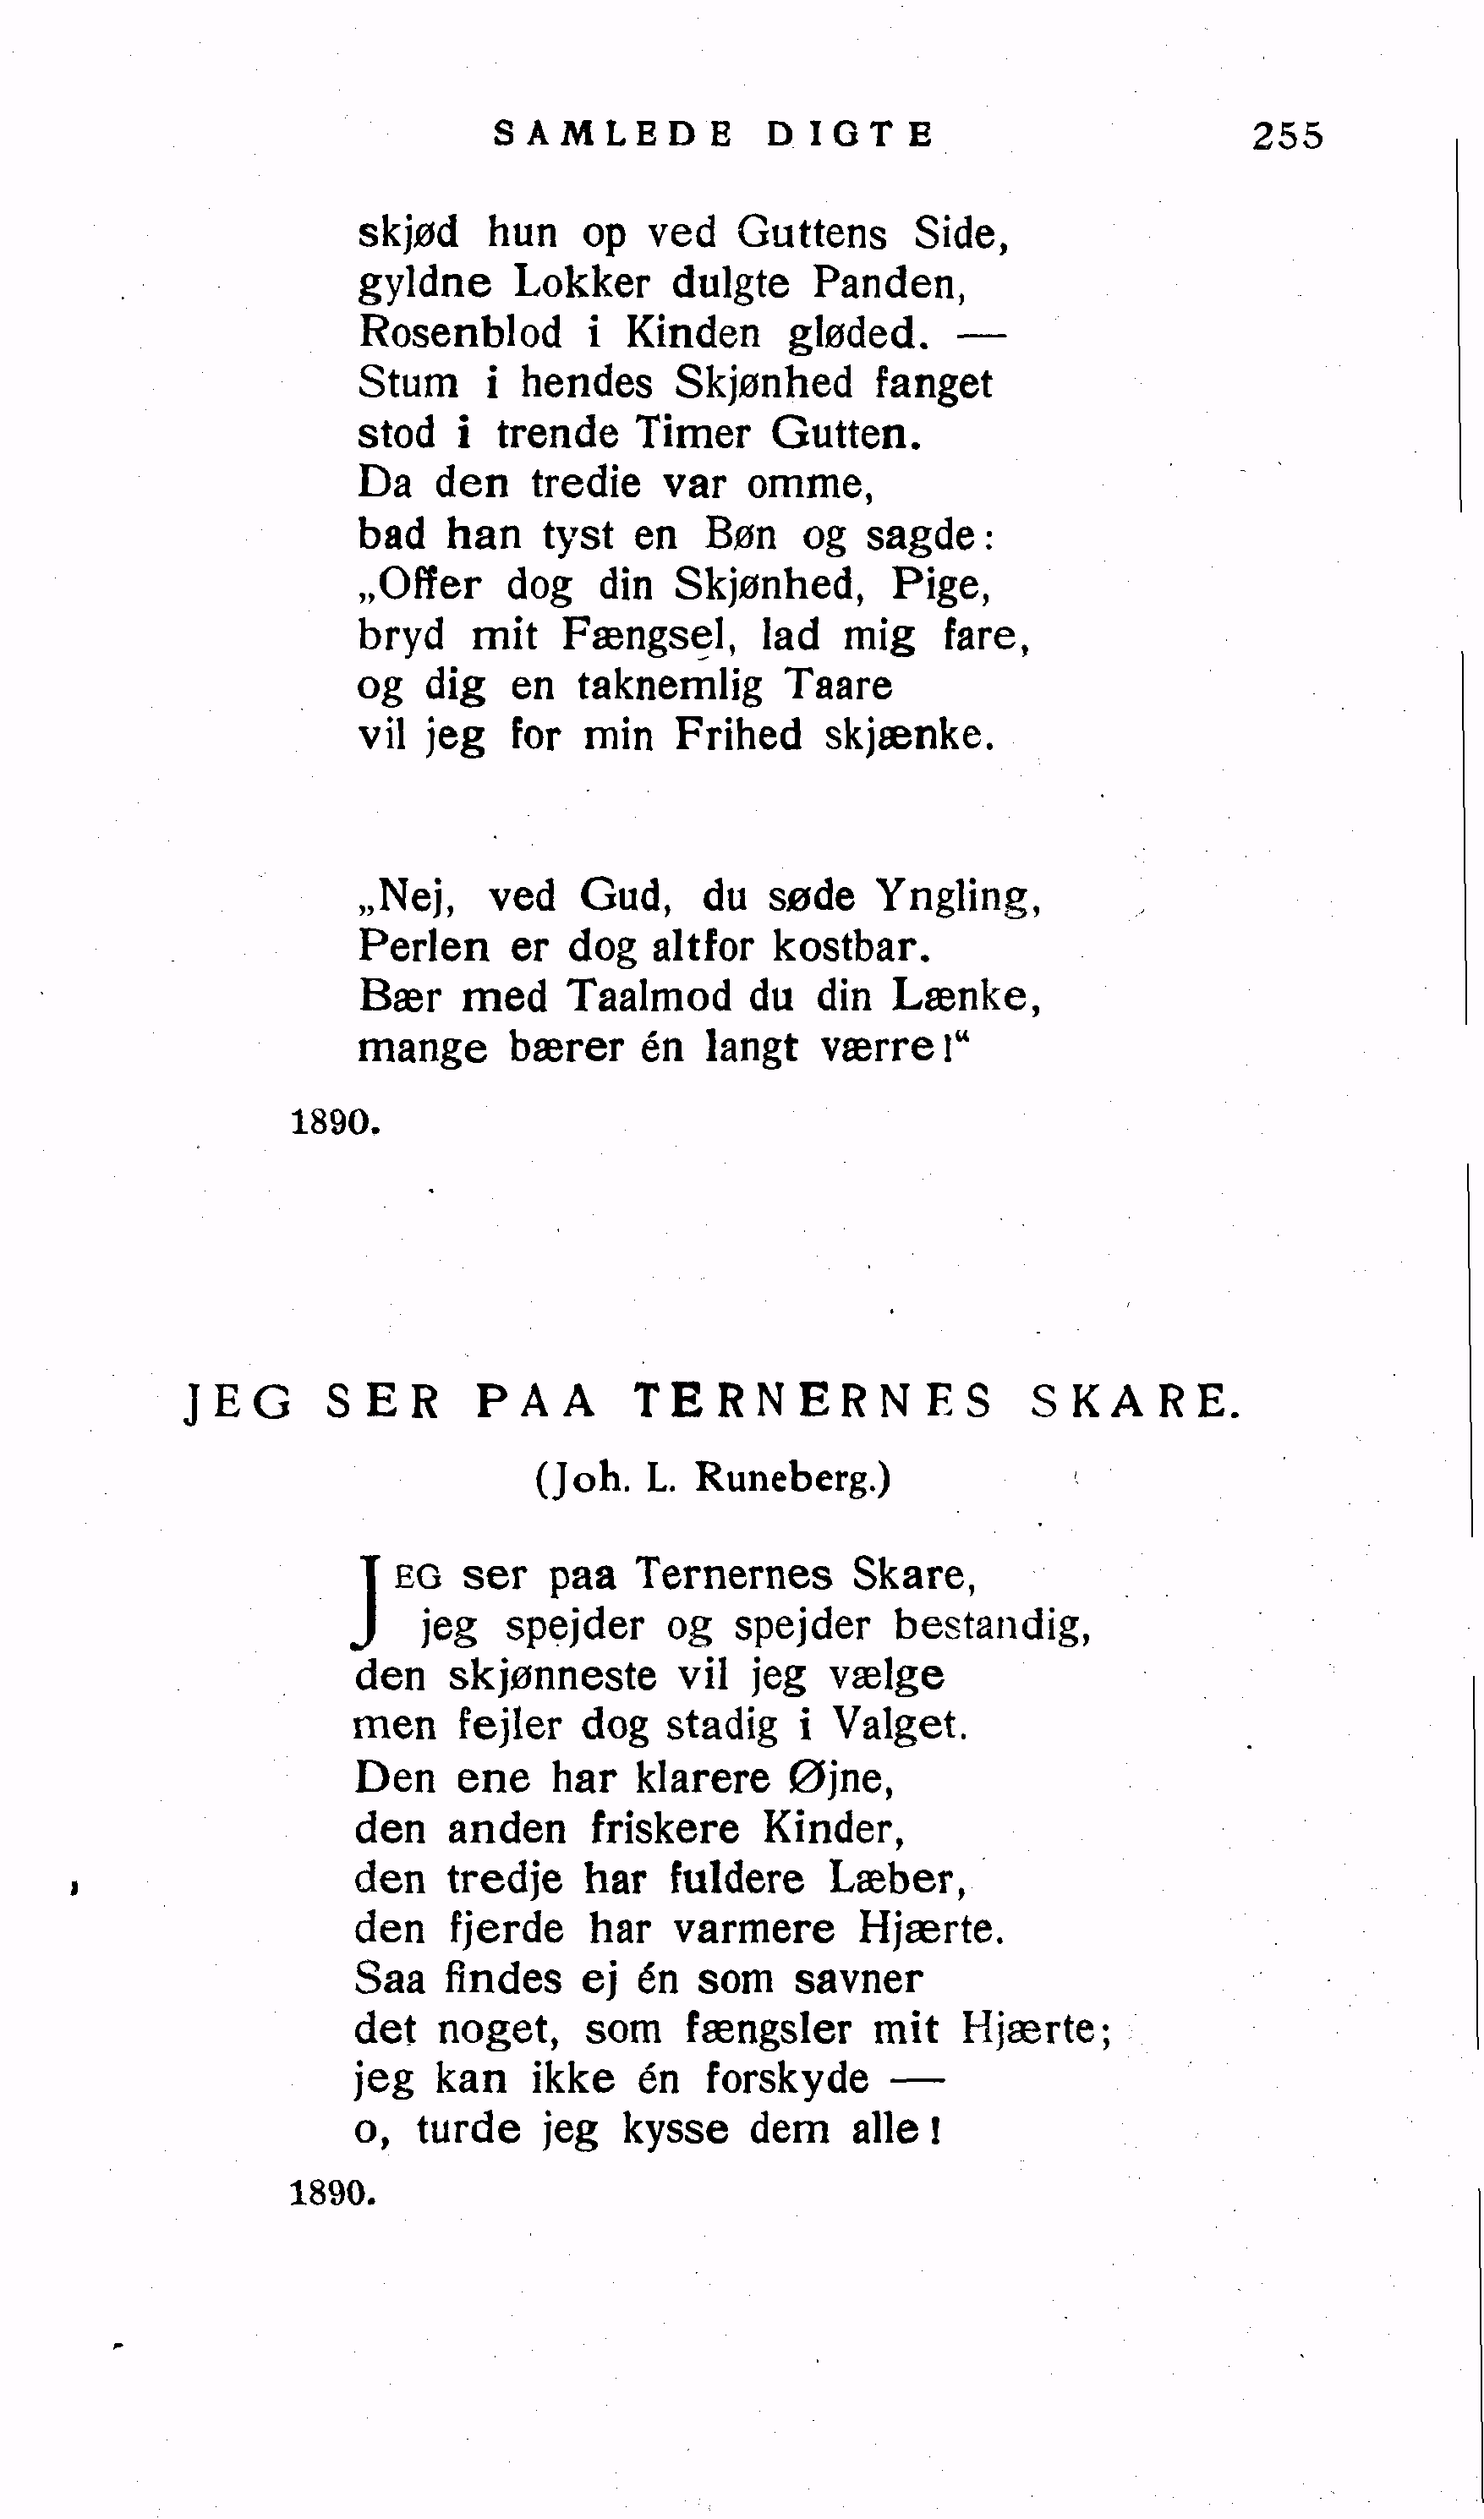 SAMLEDE DIGTE 255
skjød hun op ved Guttens Side,
gyldne Lokker dulgte Panden,
Rosenblod i Kinden gløded. —
Stum i hendes Skjønhed fanget
stod i trende Timer Gutten.
Da den tredie var omme,
bad han tyst en Bøn og sagde:
„Offer dog din Skjønhed, Pige,
bryd mit Fængsel, lad mig fare,
og dig en taknemlig Taare
vil jeg for min Frihed skjænke.
„Nej, ved Gud, du søde Yngling,
Perlen er dog altfor kostbar.
Bær med Taalmod du din Lænke,
mange bærer én langt værre!“
1890.
JEG SER PAA TERNERNES SKARE.
(Joh. L. Runeberg.)
JEG ser paa Ternernes Skare,
jeg spejder og spejder bestandig,
den skjønneste vil jeg vælge
men fejler dog stadig i Valget.
Den ene har klarere Øjne,
den anden friskere Kinder,
den tredje har fuldere Læber,
den fjerde har varmere Hjærte.
Saa findes ej én som savner
det noget, som fængsler mit Hjærte;
jeg kan ikke én forskyde —
o, turde jeg kysse dem alle!
1890.